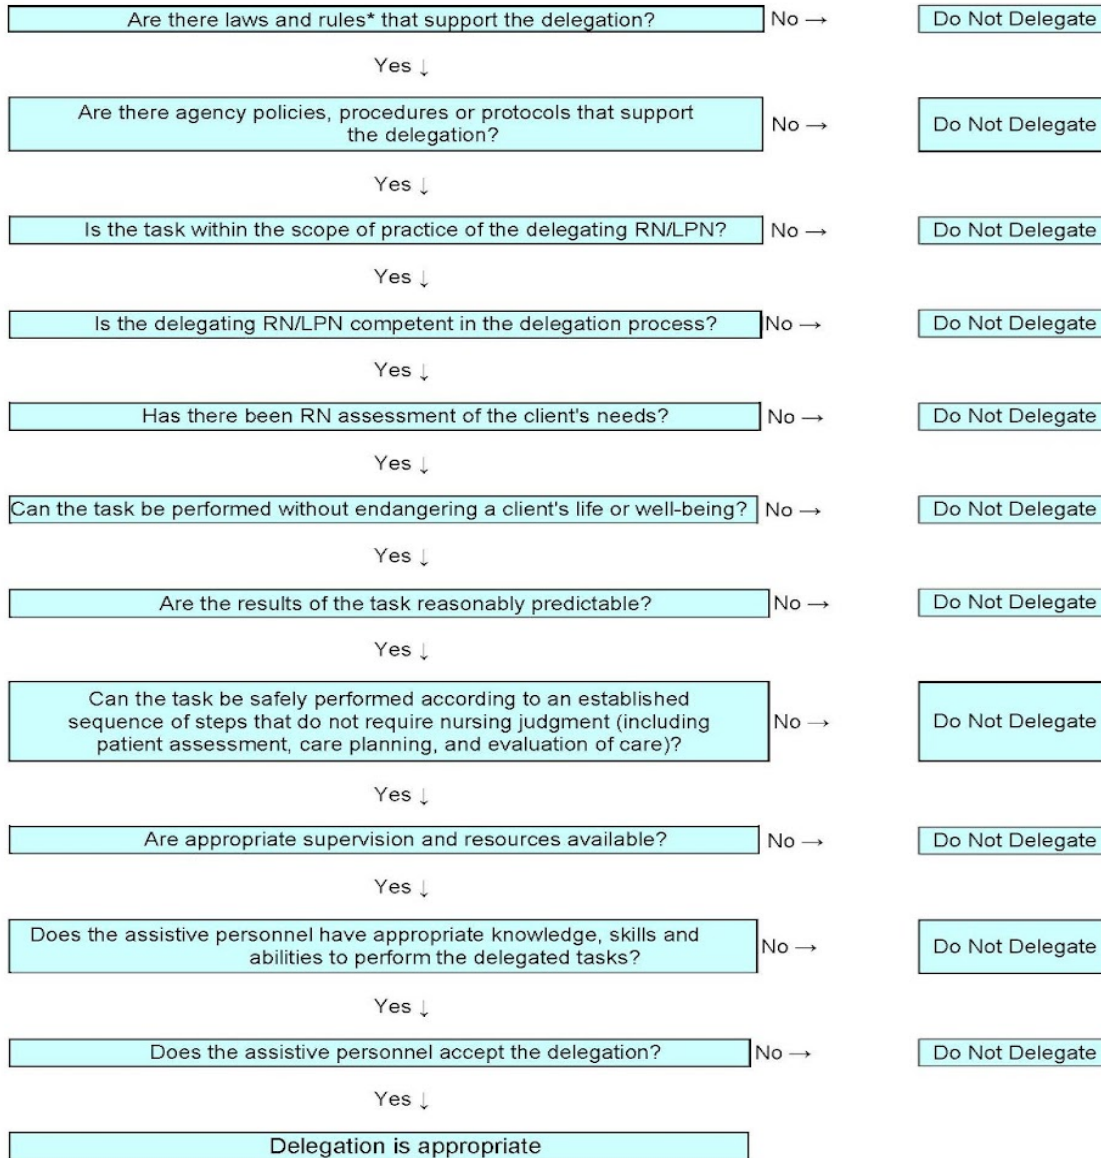 Are there laws and rules* that support the delegation? No → Do Not Delegate
Yes ↓
Are there agency policies, procedures or protocols that support
the delegation? No → Do Not Delegate
Yes ↓
Is the task within the scope of practice of the delegating RN/LPN? No → Do Not Delegate
Yes ↓
Is the delegating RN/LPN competent in the delegation process? No → Do Not Delegate
Yes ↓
Has there been RN assessment of the client's needs? No → Do Not Delegate
Yes ↓
Can the task be performed without endangering a client's life or well-being? No → Do Not Delegate
Yes ↓
Are the results of the task reasonably predictable? No → Do Not Delegate
Yes ↓
Can the task be safely performed according to an established
sequence of steps that do not require nursing judgment (including No → Do Not Delegate
patient assessment, care planning, and evaluation of care)?
Yes ↓
Are appropriate supervision and resources available? No → Do Not Delegate
Yes ↓
Does the assistive personnel have appropriate knowledge, skills and
abilities to perform the delegated tasks? No → Do Not Delegate
Yes ↓
Does the assistive personnel accept the delegation? No → Do Not Delegate
Yes ↓
Delegation is appropriate